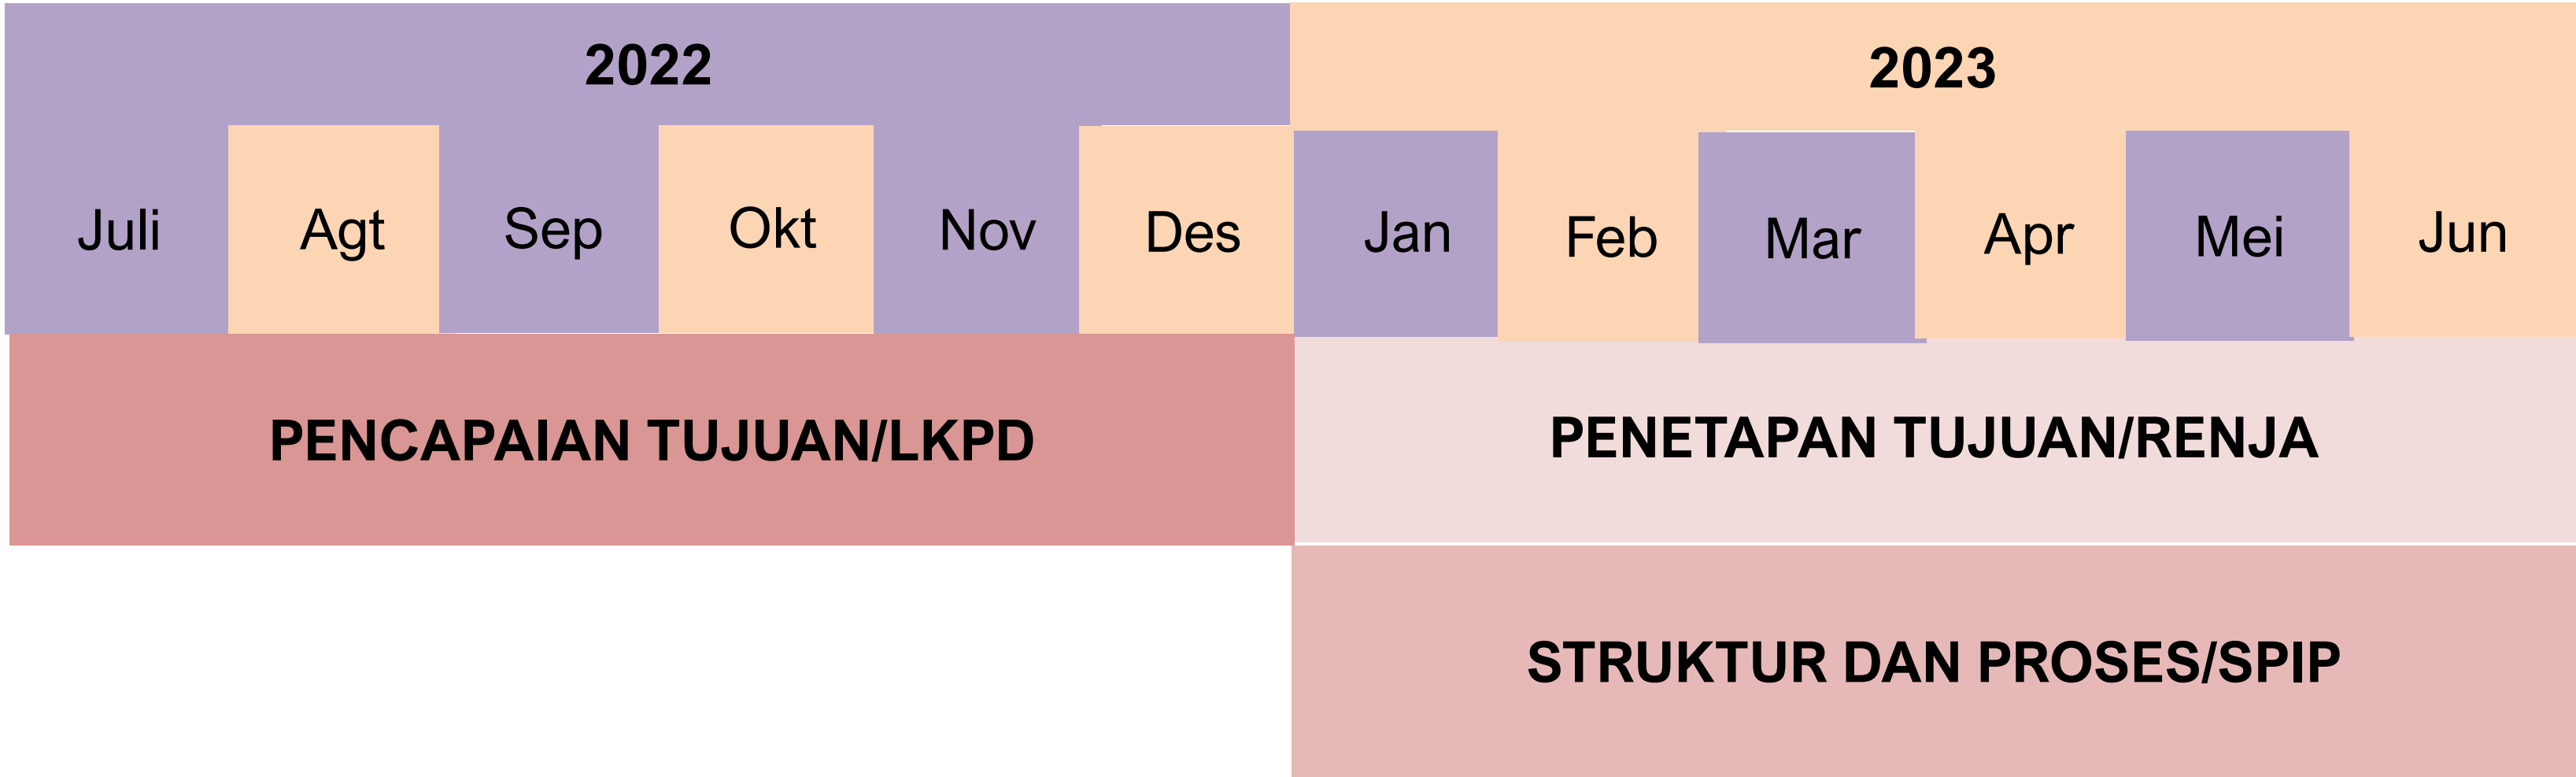 2022
2023
Juli Agt Sep Okt Nov Des Jan Feb Mar Apr Mei Jun
PENCAPAIAN TUJUAN/LKPD
PENETAPAN TUJUAN/RENJA
STRUKTUR DAN PROSES/SPIP